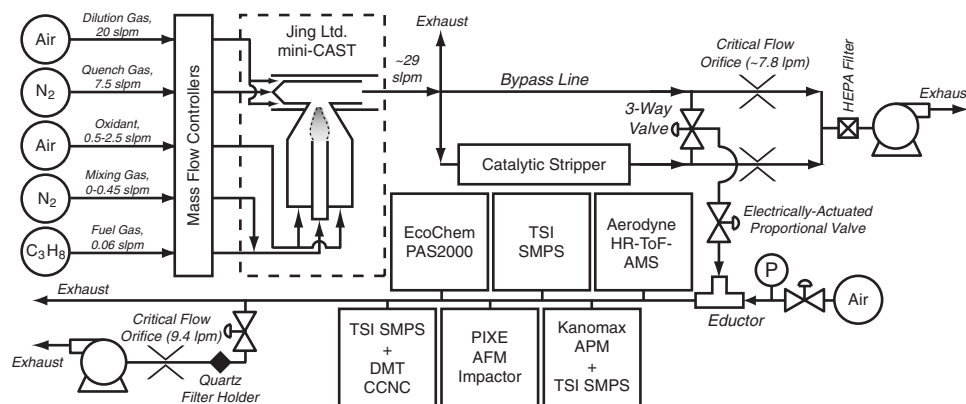 Dilution Gas,
20 slpm
Air
Quench Gas,
7.5 slpm
N2
Oxidant,
0.5-2.5 slpm
Air
Mixing Gas,
0-0.45 slpm
N2
Fuel Gas,
0.06 slpm
C3H8
Mass Flow Controllers
Jing Ltd.
mini-CAST
~29
slpm
Exhaust
Bypass Line
Catalytic Stripper
3-Way
Valve
Critical Flow
Orifice (~7.8 lpm)
HEPA Filter
Exhaust
Electrically-Actuated
Proportional Valve
EcoChem
PAS2000
TSI
SMPS
Aerodyne
HR-ToF-
AMS
P
Air
Eductor
Exhaust
Critical Flow
Orifice (9.4 lpm)
Exhaust
Quartz
Filter Holder
TSI SMPS
+
DMT
CCNC
PIXE
AFM
Impactor
Kanomax
APM
+
TSI SMPS